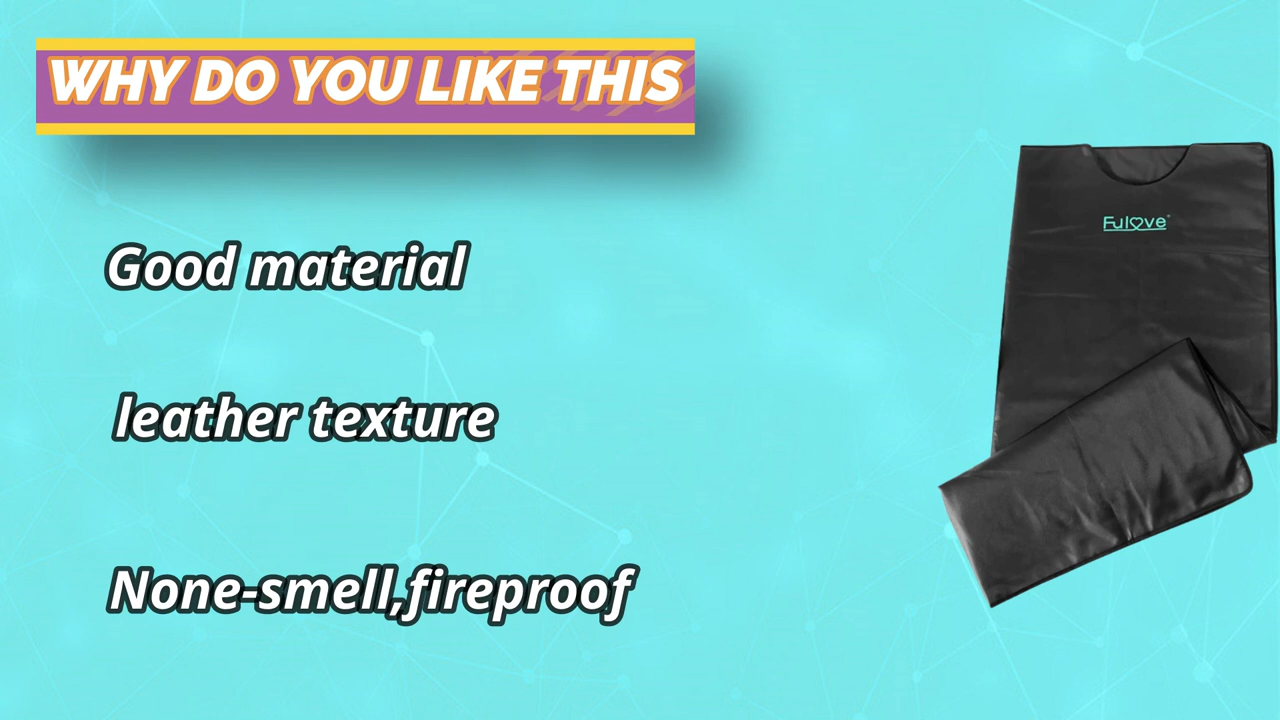 WHY DO YOU LIKE THIS
Fulove
Good material
leather texture
None-smell,fireproof